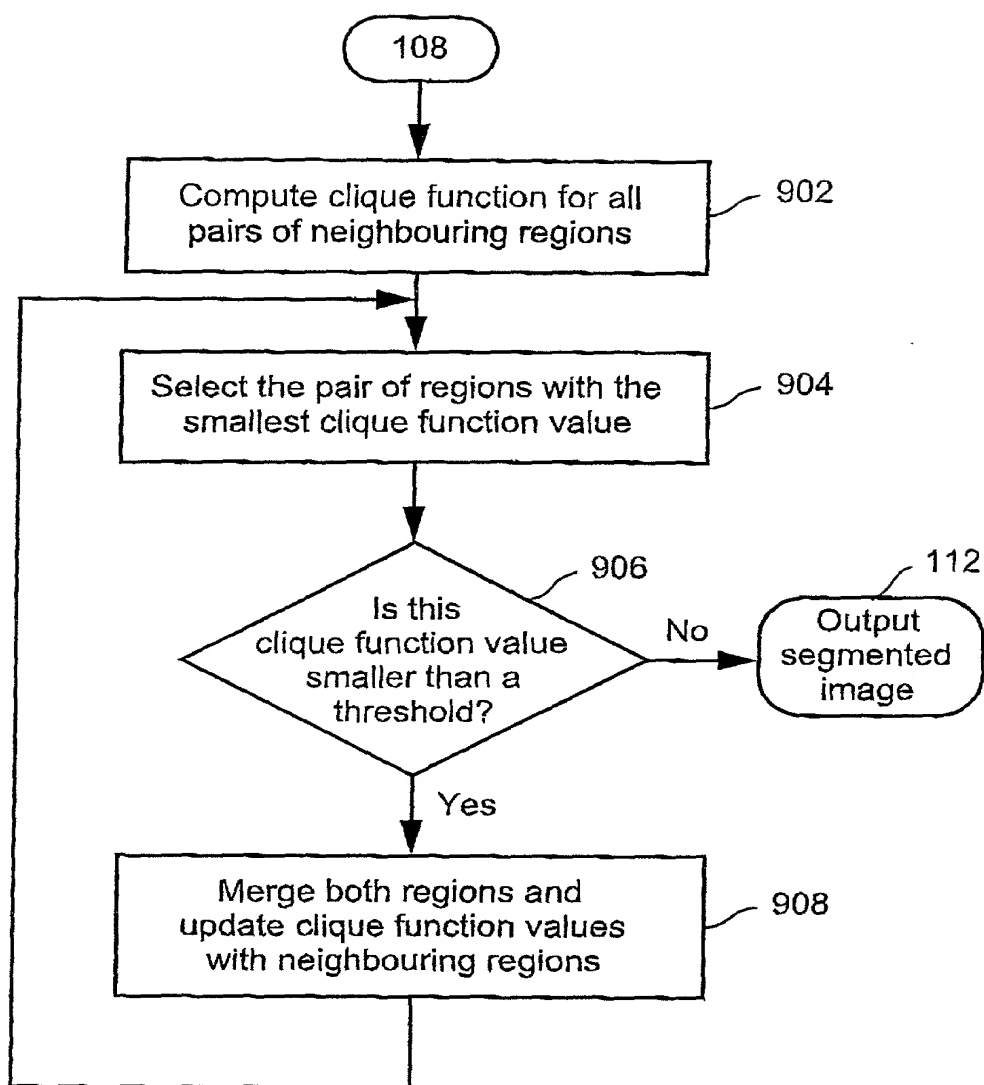 108
Compute clique function for all
pairs of neighbouring regions
902
Select the pair of regions with the
smallest clique function value
904
906
Is this
clique function value
smaller than a
threshold?
No
112
Output
segmented
image
Yes
Merge both regions and
update clique function values
with neighbouring regions
908